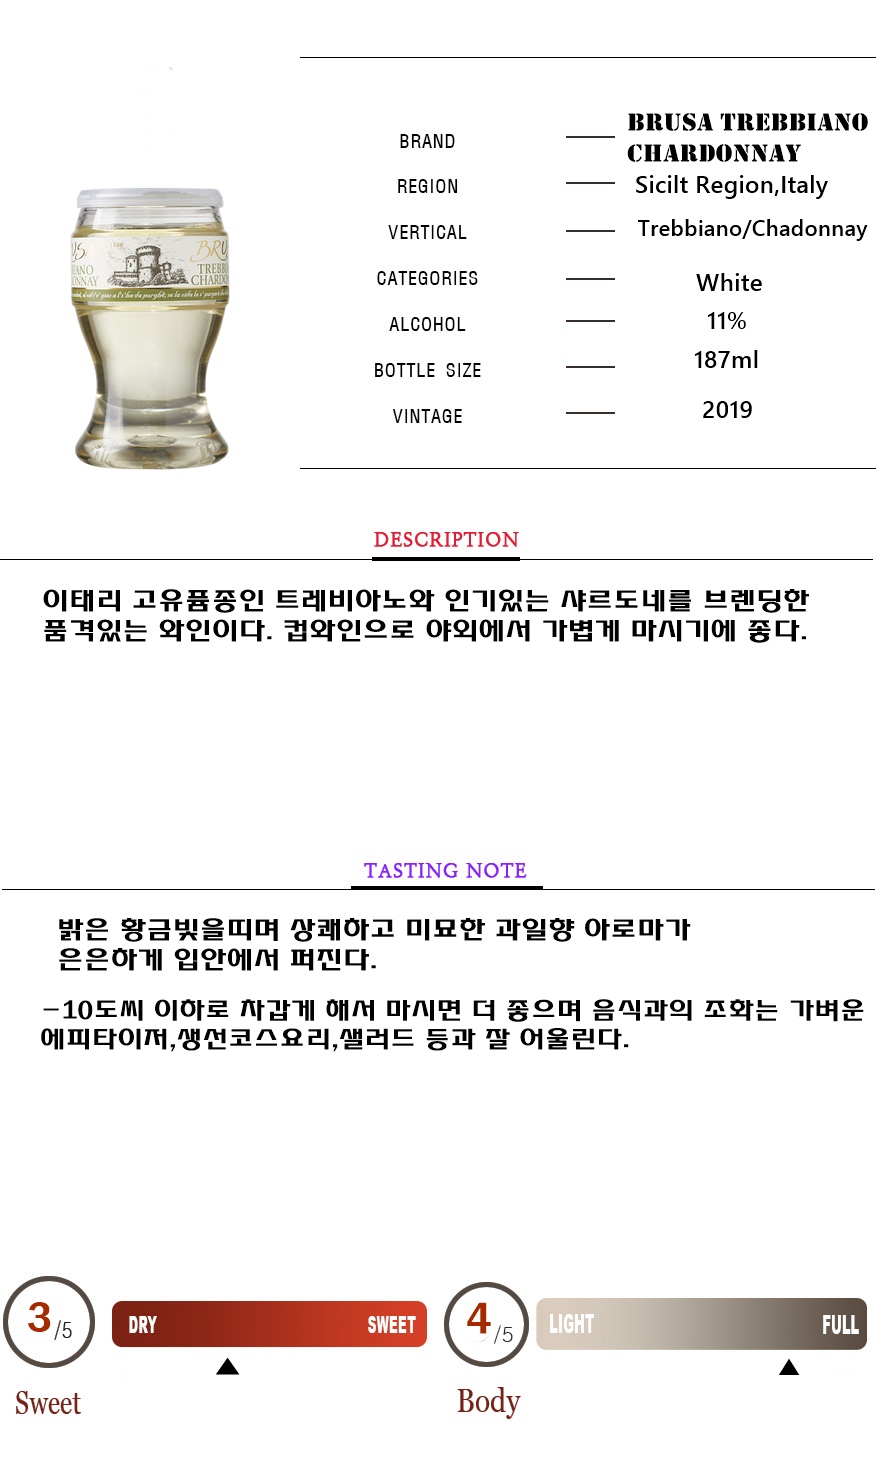 BRAND
BRUSA TREBBIANO
CHARDONNAY
REGION
Sicilt Region,Italy
VERTICAL
Trebbiano/Chadonnay
CATEGORIES
White
ALCOHOL
11%
BOTTLE SIZE
187ml
VINTAGE
2019
TREBBI
CHARDO
IANO
ONNAY
DESCRIPTION
이태리 고유품종인 트레비아노와 인기있는 샤르도네를 브렌딩한
품격있는 와인이다. 컵와인으로 야외에서 가볍게 마시기에 좋다.
TASTING NOTE
밝은 황금빛을띠며 상쾌하고 미묘한 과일향 아로마가
은은하게 입안에서 퍼진다.
-10도씨 이하로 차갑게 해서 마시면 더 좋으며 음식과의 조화는 가벼운
에피타이저,생선코스요리,샐러드 등과 잘 어울린다.
3/5
DRY
SWEET
Sweet
4/5
LIGHT
FULL
Body